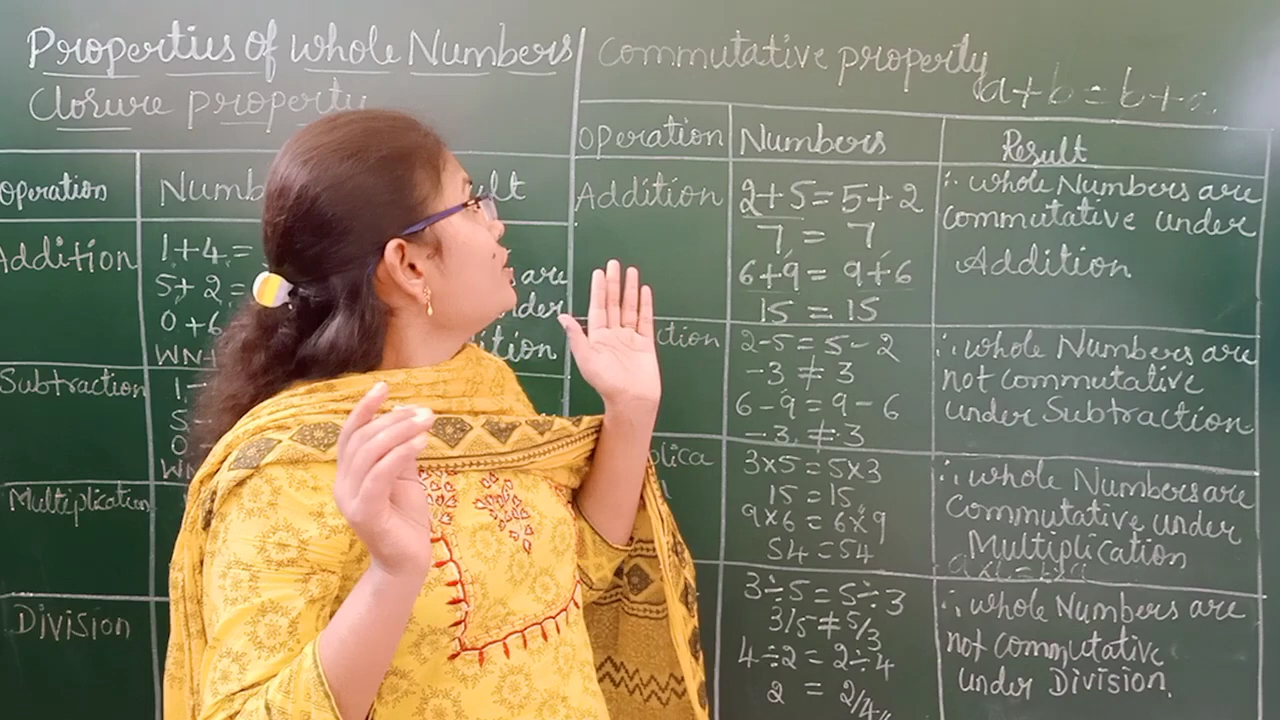 Properties of whole Numbers
Closure property
Operation
Addition 1+4=
5+2=
0+6
WN+
Subtraction
Multiplication
Division
are
Commutative property
a+b=b+a.
Operation Numbers Result
Addition
2+5=5+2
7=7
6+9=9+6
15=15
∴ whole Numbers are
commutative under
Addition
2-5=5-2
-3≠3
6-9=9-6
-3≠3
∴ whole Numbers are
not commutative
under Subtraction
3×5=5×3
15=15
9×6=6×9
54=54
∴ whole Numbers are
Commutative under
Multiplication
3÷5=5÷3
3/5≠5/3
4÷2=2÷4
2=2/4
∴ whole Numbers are
not commutative
under Division.